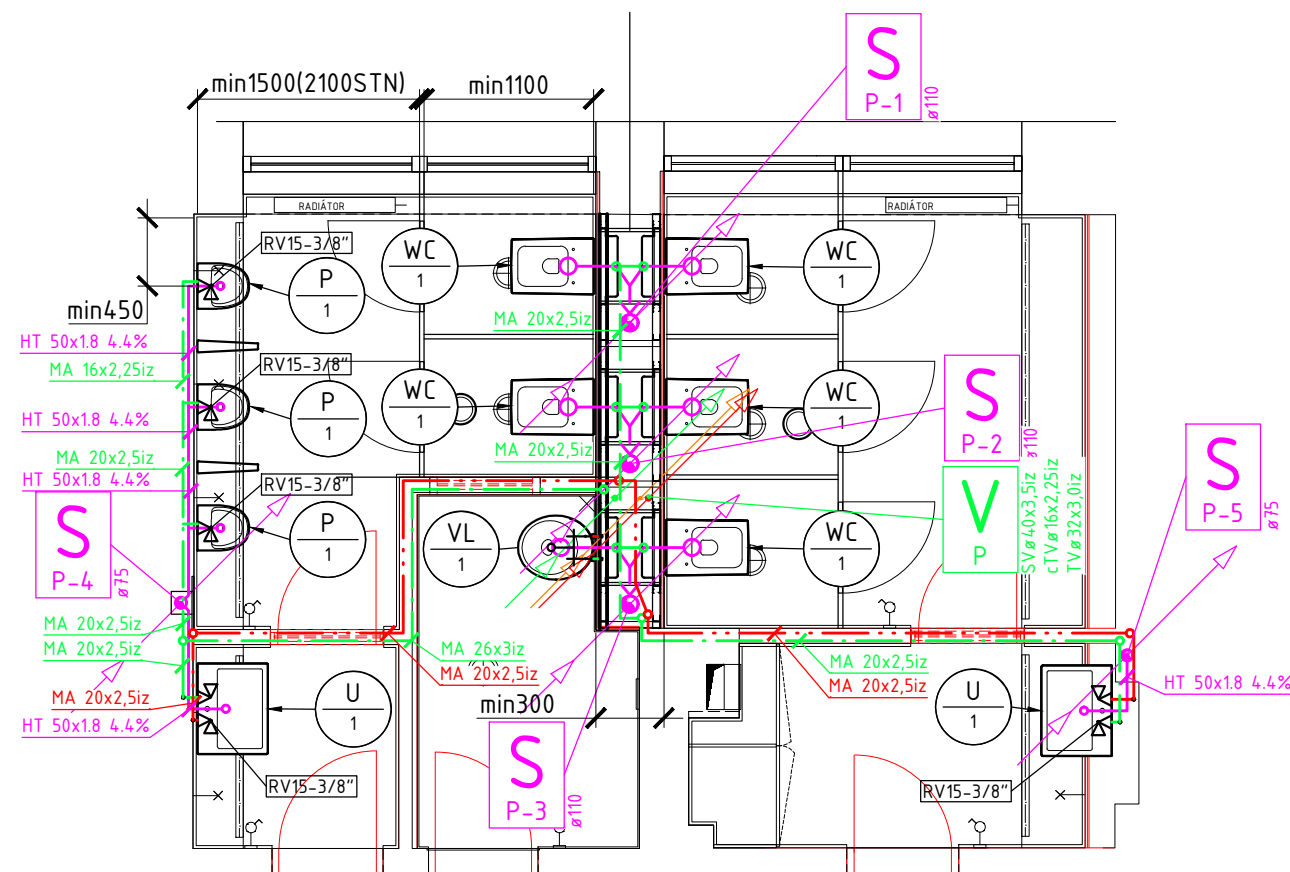 S
P-1
ø110
min1500(2100STN)
min1100
RADIÁTOR
RADIÁTOR
RV15-3/8"
P
1
WC
1
WC
1
min450
MA 20x2,5iz
HT 50x1.8 4.4%
MA 16x2,25iz
RV15-3/8"
P
1
WC
1
WC
1
S
P-2
ø110
HT 50x1.8 4.4%
MA 20x2,5iz
MA 20x2,5iz
HT 50x1.8 4.4%
RV15-3/8"
S
P-4
ø75
P
1
VL
1
WC
1
V
P
SVø40x3,5iz
cTVø16x2,25iz
TVø32x3,0iz
S
P-5
ø75
MA 20x2,5iz
MA 20x2,5iz
MA 26x3iz
MA 20x2,5iz
MA 20x2,5iz
MA 20x2,5iz
MA 20x2,5iz
HT 50x1.8 4.4%
HT 50x1.8 4.4%
U
1
min300
U
1
RV15-3/8"
RV15-3/8"
S
P-3
ø110